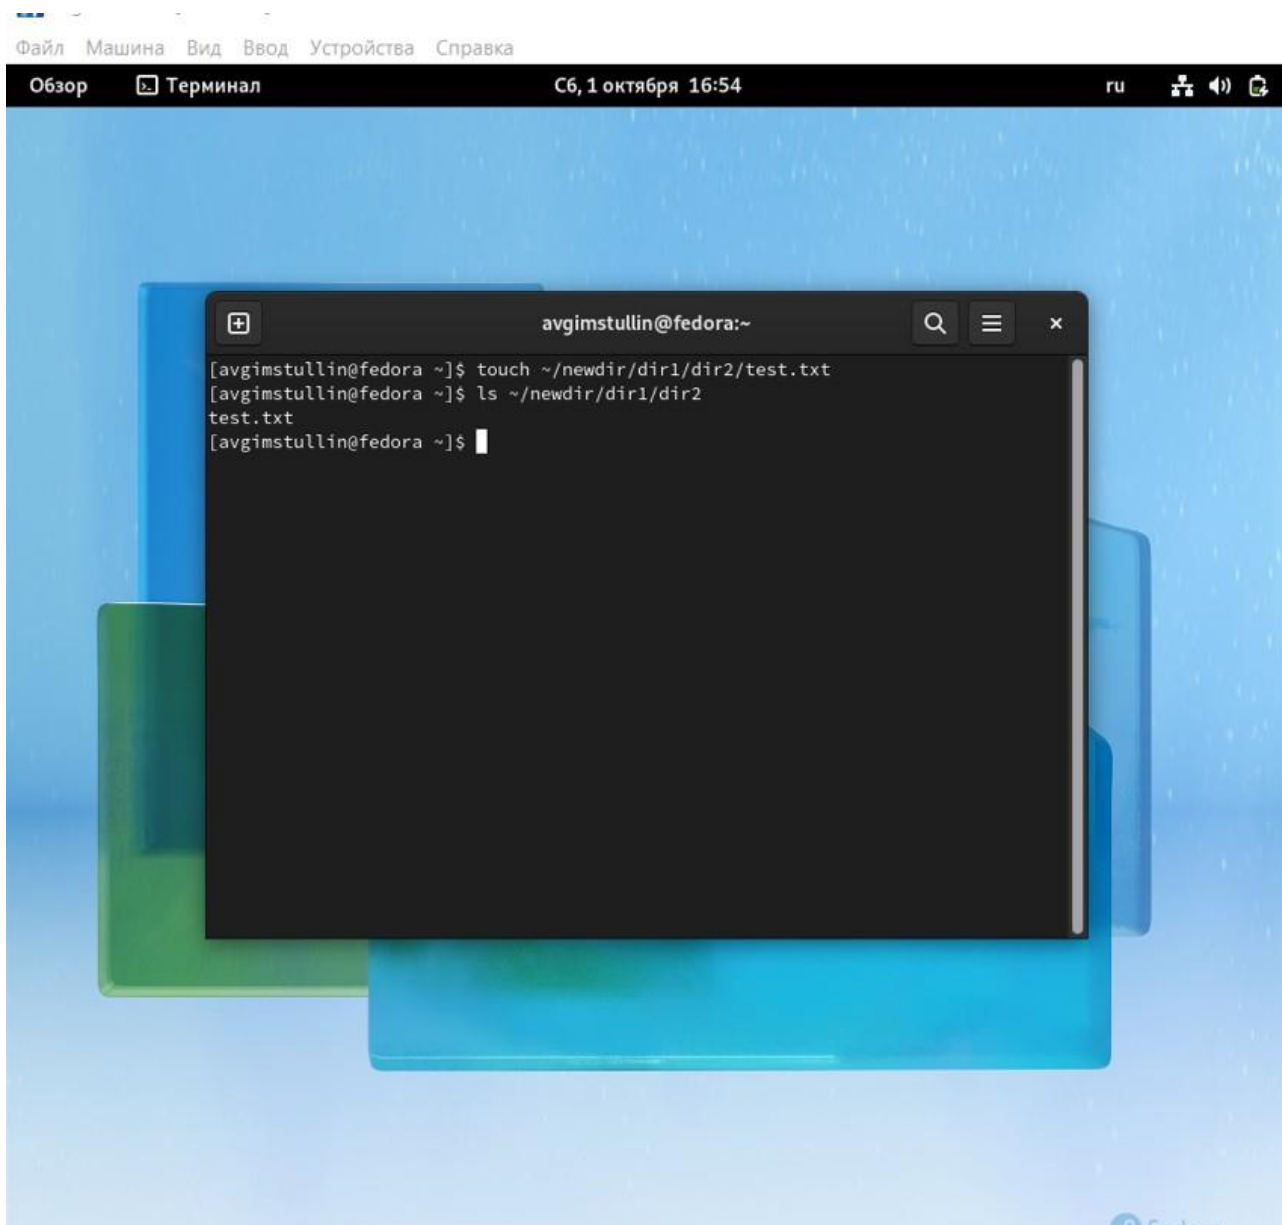 Файл Машина Вид Ввод Устройства Справка
Обзор Терминал Сб, 1 октября 16:54 ru
avgimstullin@fedora:~
[avgimstullin@fedora ~]$ touch ~/newdir/dir1/dir2/test.txt
[avgimstullin@fedora ~]$ ls ~/newdir/dir1/dir2
test.txt
[avgimstullin@fedora ~]$